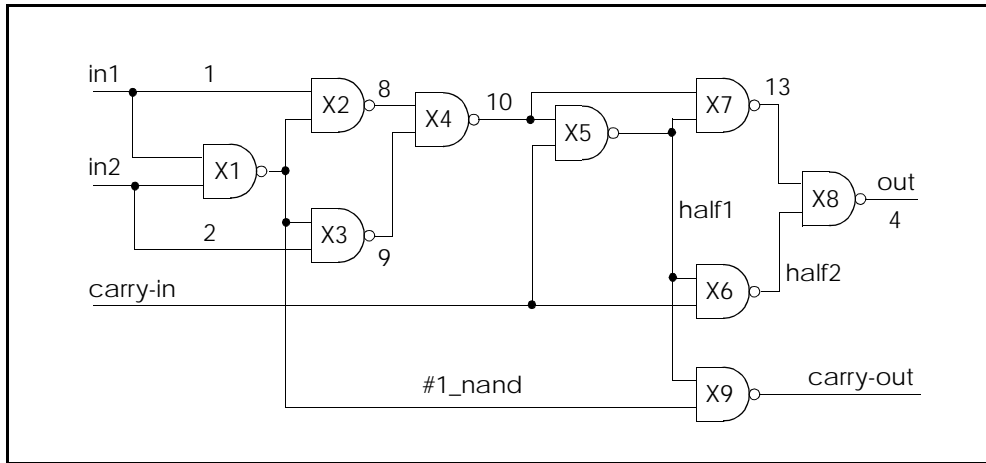 in1
1
X2
8
X4
10
X5
X7
13
in2
X1
2
X3
9
half1
X8
out
4
carry-in
X6
half2
#1_nand
X9
carry-out